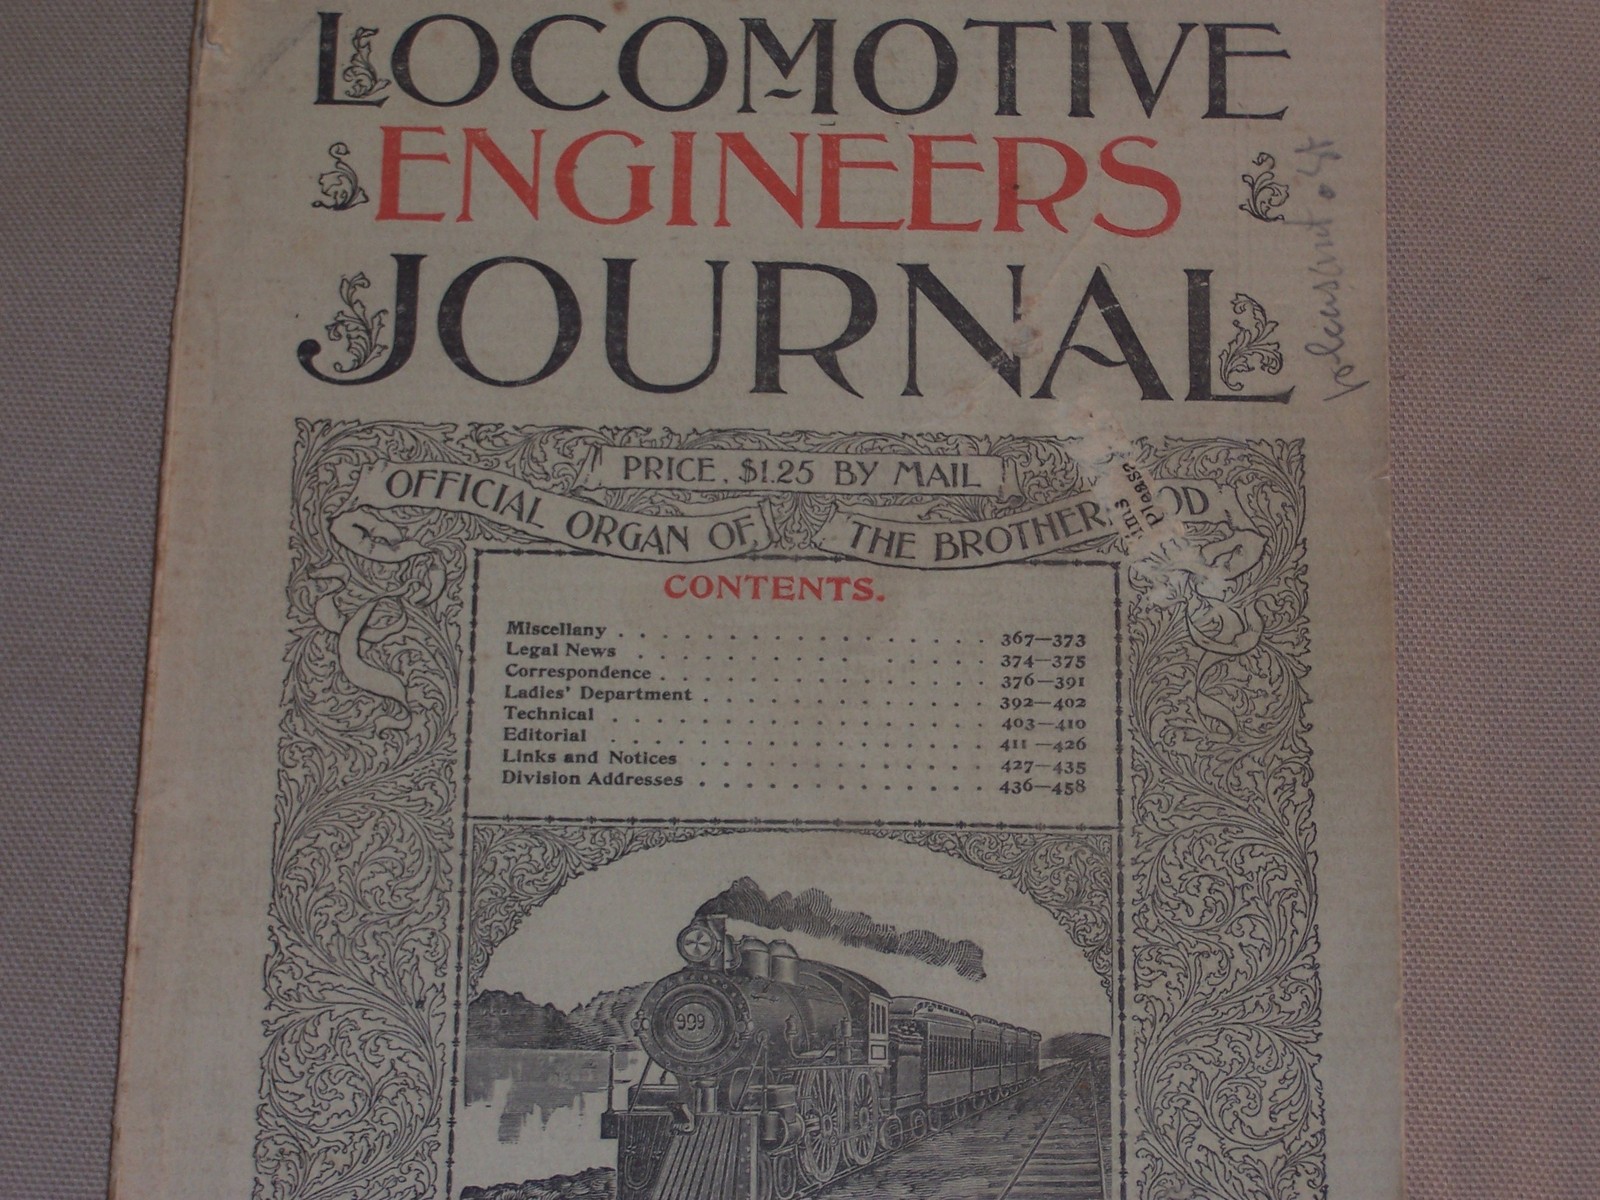 LOCOMOTIVE
ENGINEERS
JOURNAL
PRICE, $1.25 BY MAIL
OFFICIAL ORGAN OF THE BROTHERHOOD
please
CONTENTS.
Miscellany . . . . . . . . . . . . . . . . . . 367—373
Legal News . . . . . . . . . . . . . . . . . 374—375
Correspondence . . . . . . . . . . . . . . . . 376—391
Ladies' Department . . . . . . . . . . . . . . 392—402
Technical . . . . . . . . . . . . . . . . . . 403—410
Editorial . . . . . . . . . . . . . . . . . . 411—426
Links and Notices . . . . . . . . . . . . . . 427—435
Division Addresses . . . . . . . . . . . . . . 436—458
999